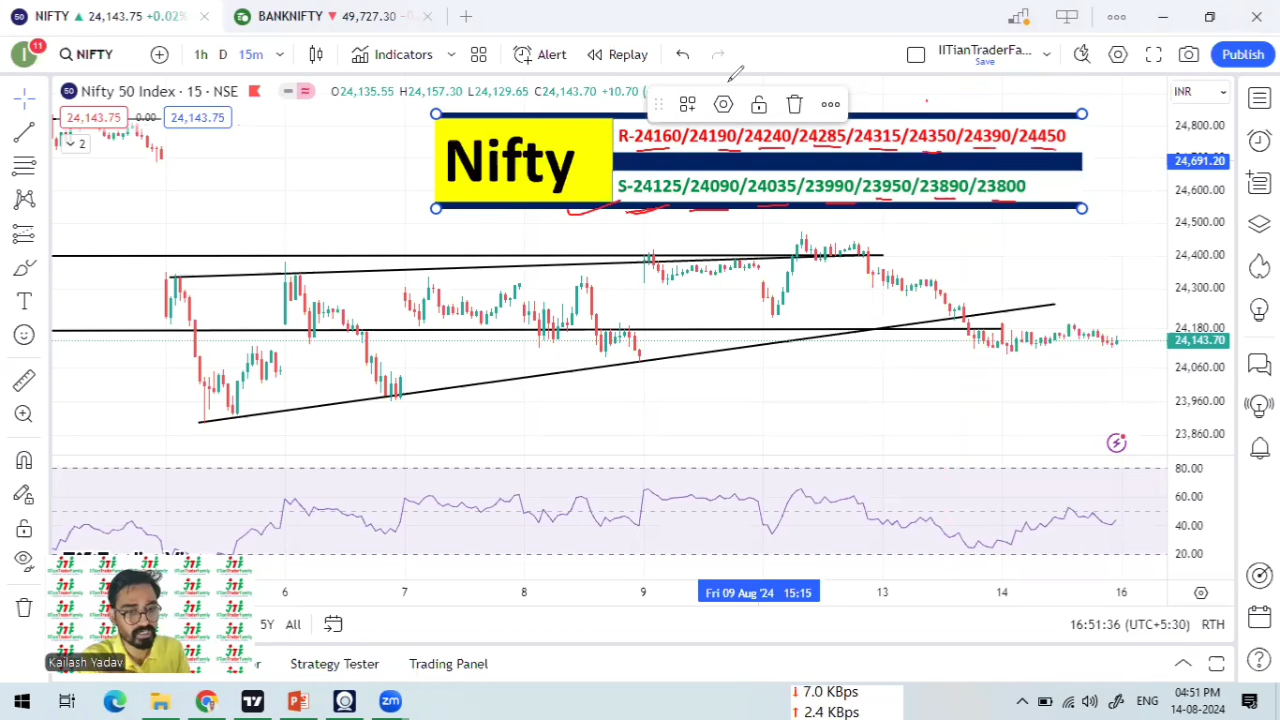 NIFTY ▲ 24,143.75 +0.02%
BANKNIFTY ▼ 49,727.30
11
NIFTY
1h D 15m
Indicators
Alert
Replay
IITianTraderFa...
Save
Publish
Nifty 50 Index · 15 · NSE
O24,135.55 H24,157.30 L24,129.65 C24,143.70 +10.70
INR
24,143.75 0.00 24,143.75
2
Nifty
R-24160/24190/24240/24285/24315/24350/24390/24450
S-24125/24090/24035/23990/23950/23890/23800
24,800.00
24,691.20
24,600.00
24,500.00
24,400.00
24,300.00
24,180.00
24,143.70
24,060.00
23,960.00
23,860.00
80.00
60.00
40.00
20.00
6 7 8 9 Fri 09 Aug '24 15:15 13 14 16
5Y All
16:51:36 (UTC+5:30) RTH
Kailash Yadav
Strategy Tester
Trading Panel
7.0 KBps
2.4 KBps
ENG
04:51 PM
14-08-2024